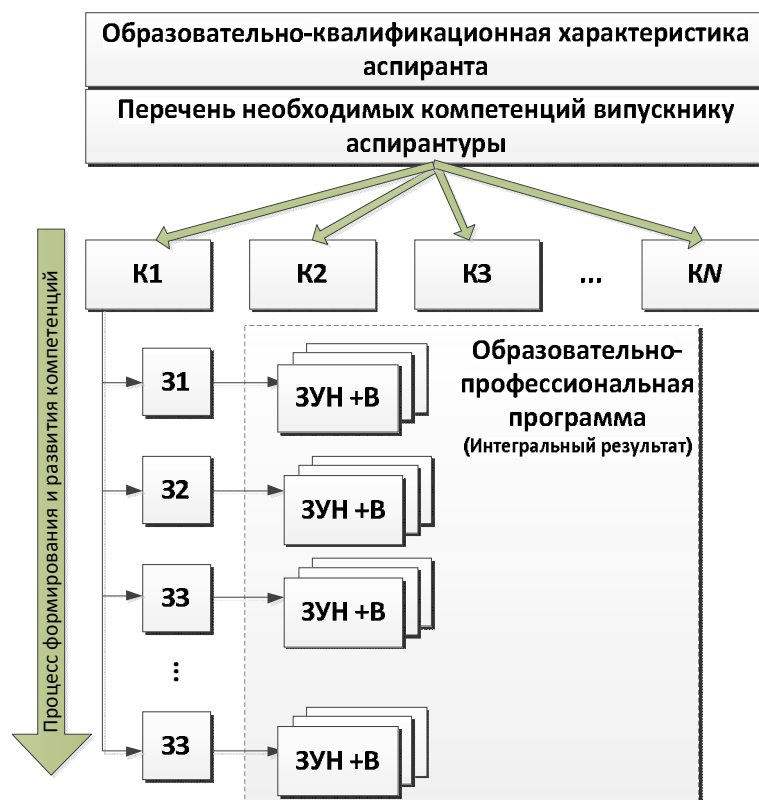 Образовательно-квалификационная характеристика
аспиранта
Перечень необходимых компетенций випускнику
аспирантуры
Процесс формирования и развития компетенций
К1
К2
К3
...
КN
Образовательно-
профессиональная
программа
(Интегральный результат)
З1
ЗУН +В
З2
ЗУН +В
З3
ЗУН +В
...
З3
ЗУН +В